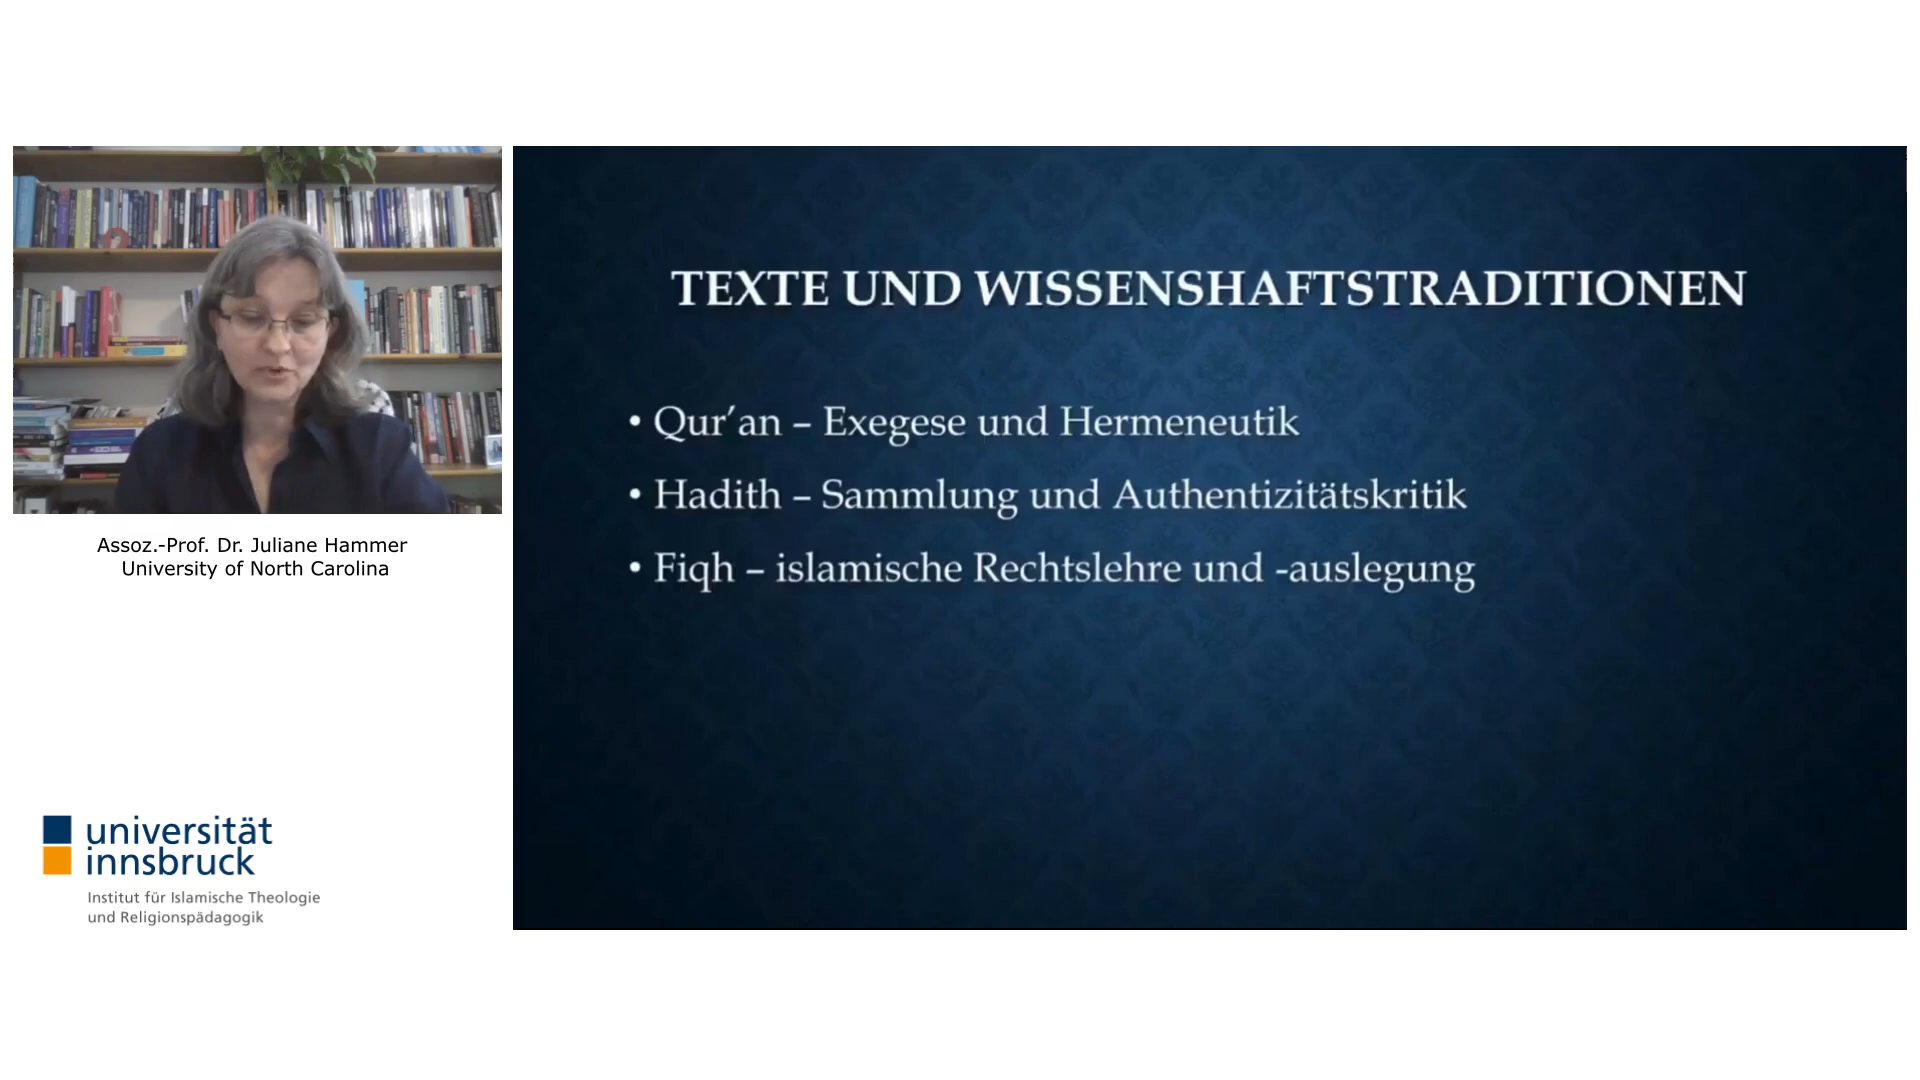 Assoz.-Prof. Dr. Juliane Hammer
University of North Carolina
universität
innsbruck
Institut für Islamische Theologie
und Religionspädagogik
TEXTE UND WISSENSHAFTSTRADITIONEN
• Qur’an – Exegese und Hermeneutik
• Hadith – Sammlung und Authentizitätskritik
• Fiqh – islamische Rechtslehre und -auslegung